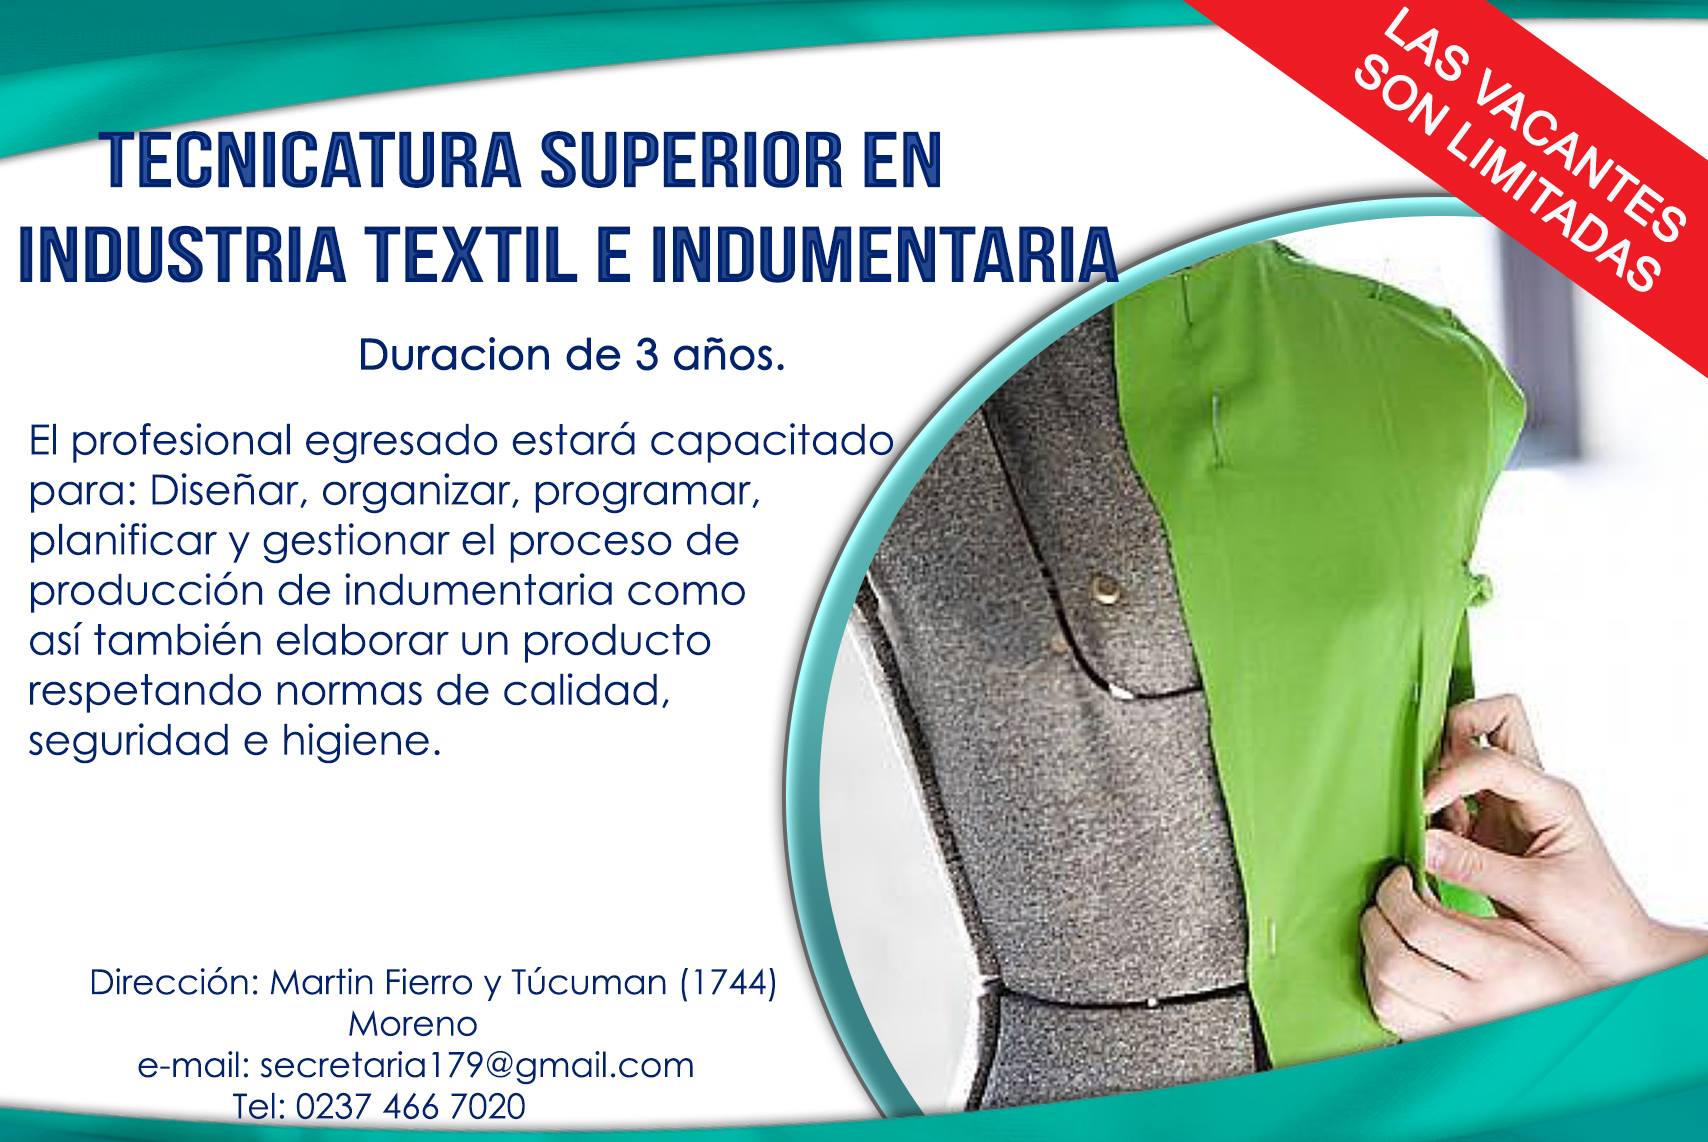 LAS VACANTES
SON LIMITADAS
TECNICATURA SUPERIOR EN
INDUSTRIA TEXTIL E INDUMENTARIA
Duracion de 3 años.
El profesional egresado estará capacitado
para: Diseñar, organizar, programar,
planificar y gestionar el proceso de
producción de indumentaria como
así también elaborar un producto
respetando normas de calidad,
seguridad e higiene.
Dirección: Martin Fierro y Túcuman (1744)
Moreno
e-mail: secretaria179@gmail.com
Tel: 0237 466 7020